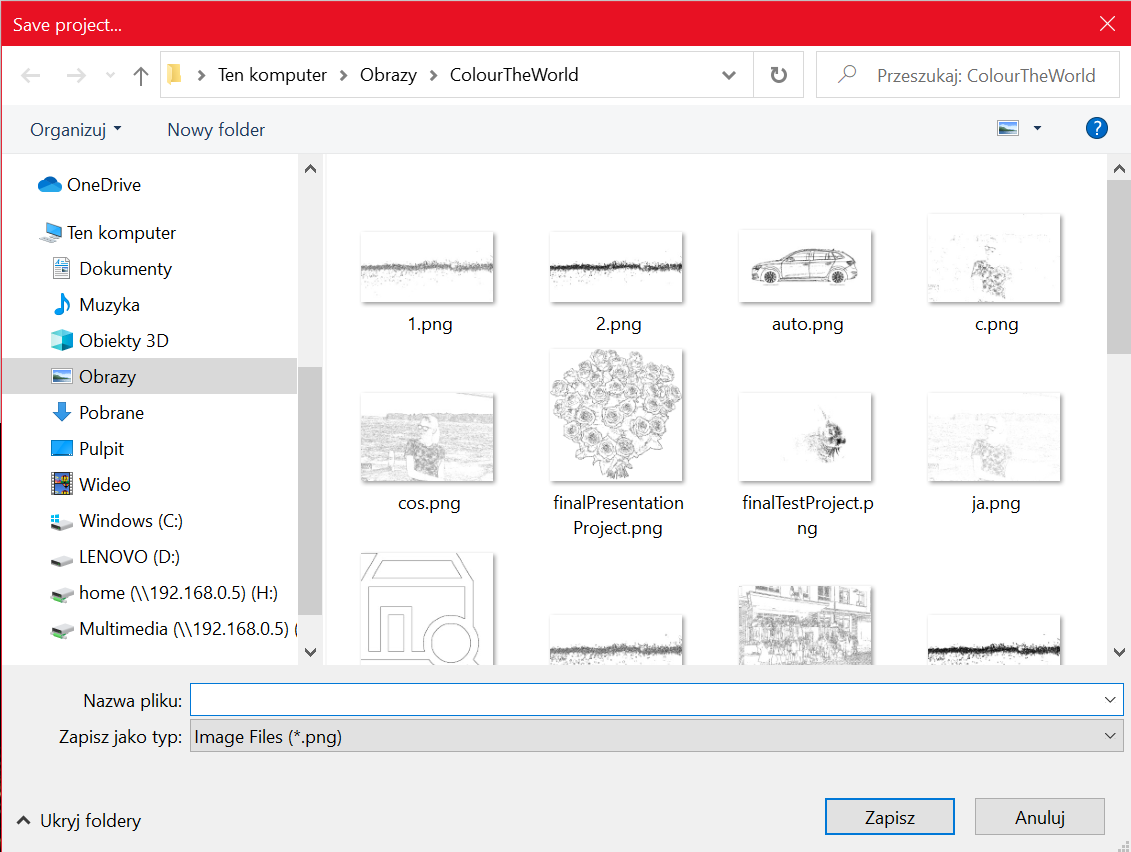 Save project...
Ten komputer
Obrazy
ColourTheWorld
Przeszukaj: ColourTheWorld
Organizuj
Nowy folder
?
OneDrive
Ten komputer
Dokumenty
Muzyka
Obiekty 3D
Obrazy
Pobrane
Pulpit
Wideo
Windows (C:)
LENOVO (D:)
home (\\192.168.0.5) (H:)
Multimedia (\\192.168.0.5) (
1.png
2.png
auto.png
c.png
cos.png
finalPresentation
Project.png
finalTestProject.p
ng
ja.png
Nazwa pliku:
Zapisz jako typ:
Image Files (*.png)
Ukryj foldery
Zapisz
Anuluj